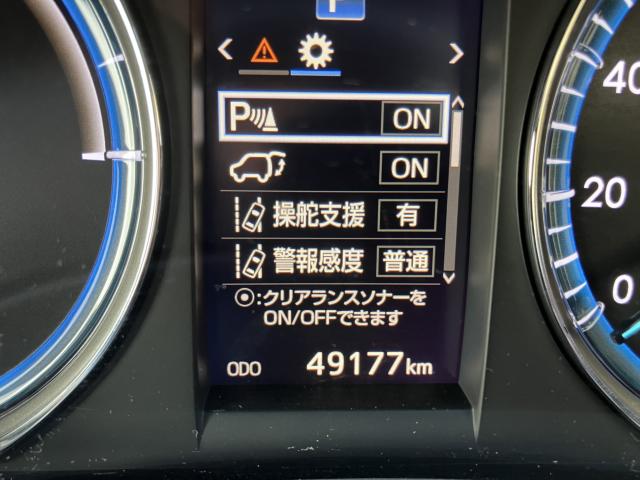 P
P ON
ON
操舵支援 有
警報感度 普通
⦿:クリアランスソナーを
ON/OFFできます
ODO 49177km
40
20
0